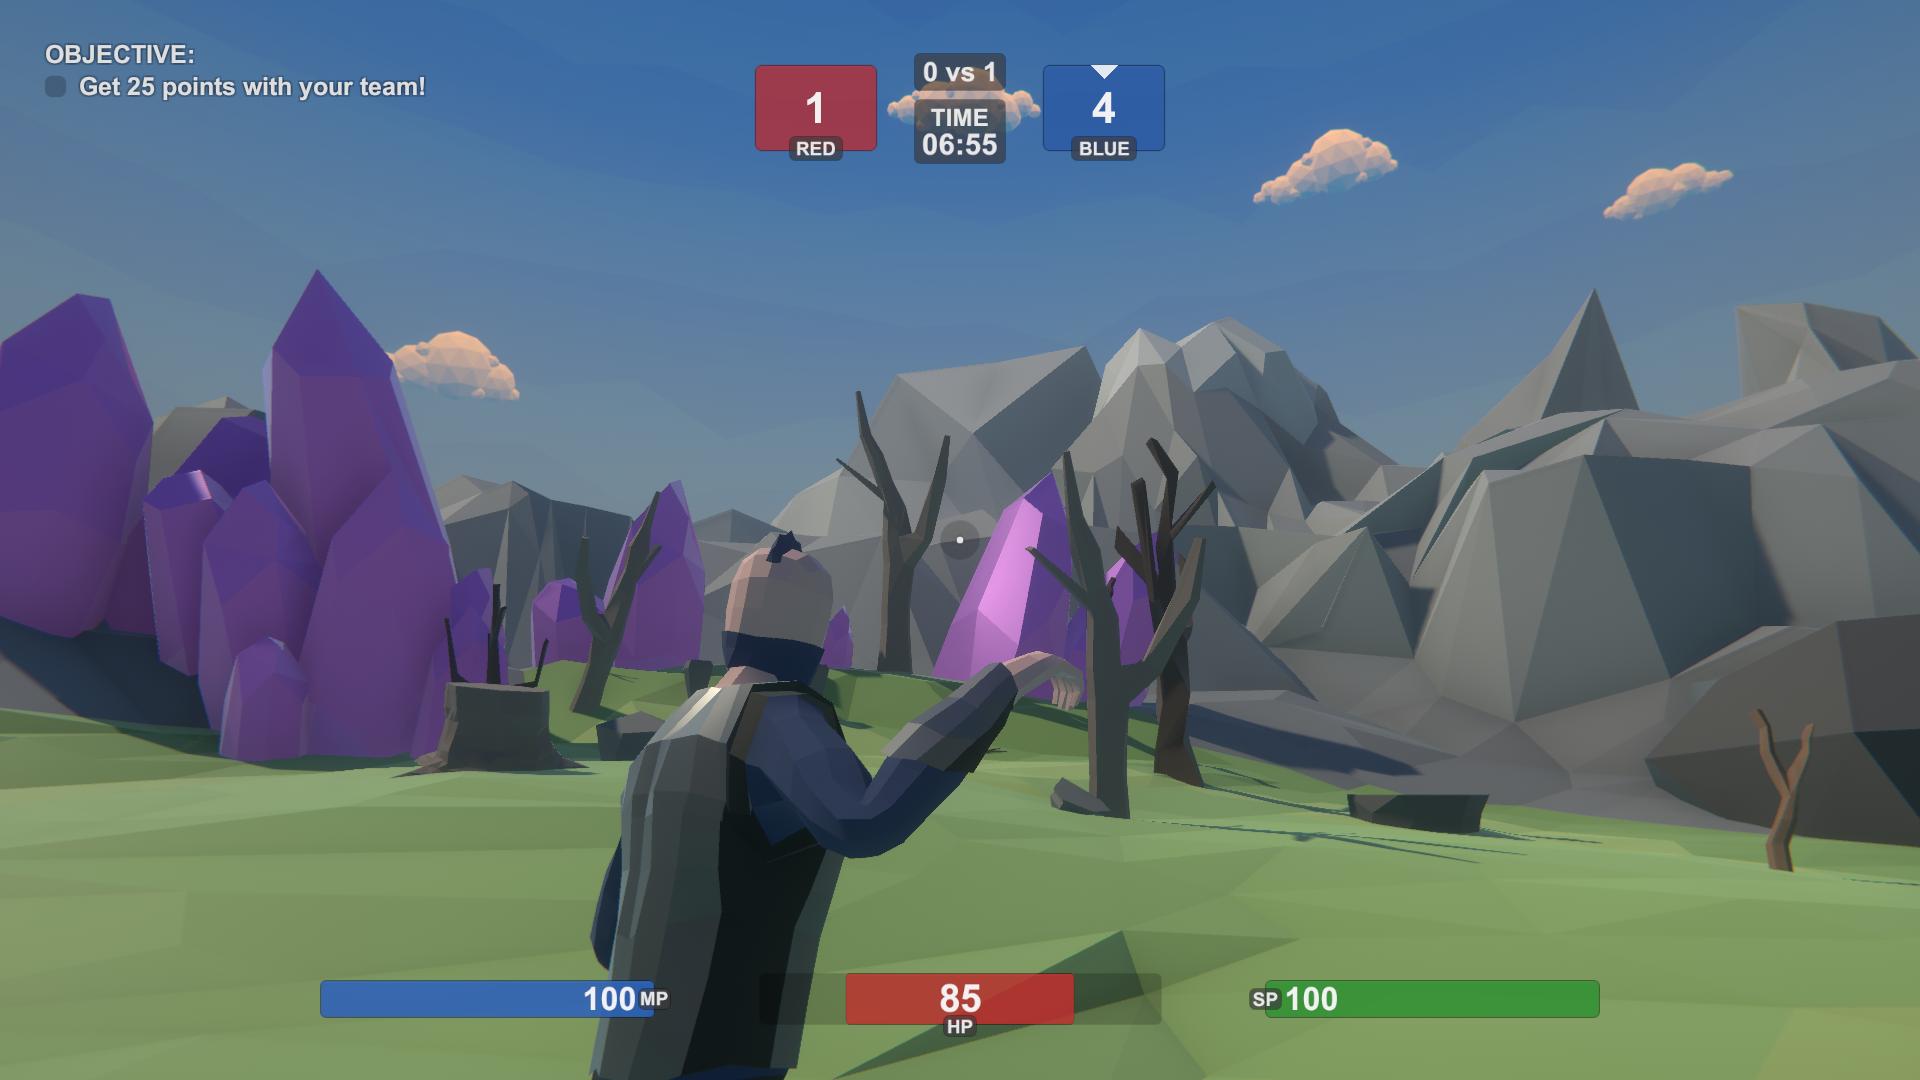 OBJECTIVE:
Get 25 points with your team!
1
RED
0 vs 1
TIME
06:55
4
BLUE
100 MP
85
HP
SP 100